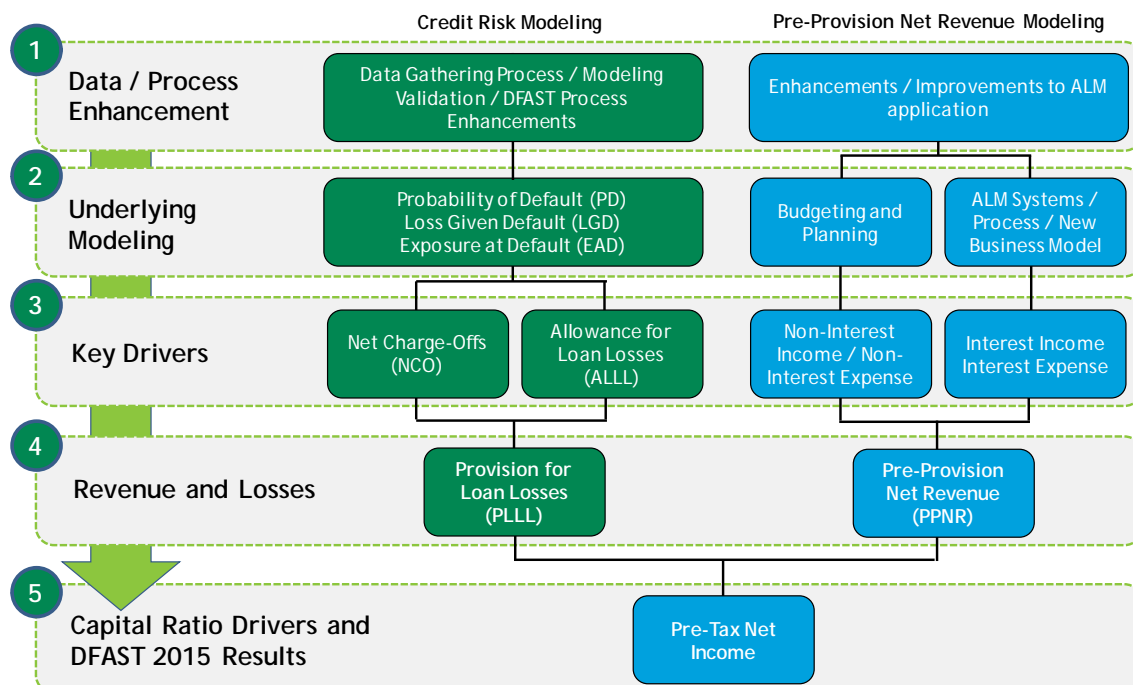 Credit Risk Modeling
Pre-Provision Net Revenue Modeling
1
Data / Process
Enhancement
Data Gathering Process / Modeling
Validation / DFAST Process
Enhancements
Enhancements / Improvements to ALM
application
2
Underlying
Modeling
Probability of Default (PD)
Loss Given Default (LGD)
Exposure at Default (EAD)
Budgeting and
Planning
ALM Systems /
Process / New
Business Model
3
Key Drivers
Net Charge-Offs
(NCO)
Allowance for
Loan Losses
(ALLL)
Non-Interest
Income / Non-
Interest Expense
Interest Income
Interest Expense
4
Revenue and Losses
Provision for
Loan Losses
(PLLL)
Pre-Provision
Net Revenue
(PPNR)
5
Capital Ratio Drivers and
DFAST 2015 Results
Pre-Tax Net
Income